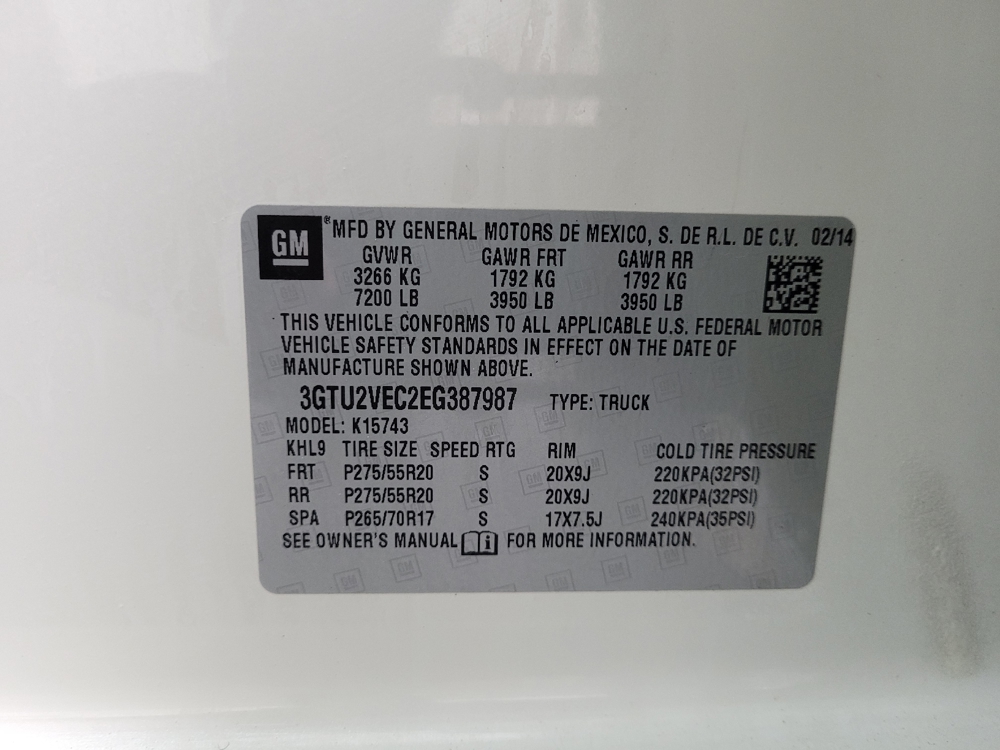 GM ® MFD BY GENERAL MOTORS DE MEXICO, S. DE R.L. DE C.V. 02/14
GVWR GAWR FRT GAWR RR
3266 KG 1792 KG 1792 KG
7200 LB 3950 LB 3950 LB
THIS VEHICLE CONFORMS TO ALL APPLICABLE U.S. FEDERAL MOTOR
VEHICLE SAFETY STANDARDS IN EFFECT ON THE DATE OF
MANUFACTURE SHOWN ABOVE.
3GTU2VEC2EG387987 TYPE: TRUCK
MODEL: K15743
KHL9 TIRE SIZE SPEED RTG RIM COLD TIRE PRESSURE
FRT P275/55R20 S 20X9J 220KPA(32PSI)
RR P275/55R20 S 20X9J 220KPA(32PSI)
SPA P265/70R17 S 17X7.5J 240KPA(35PSI)
SEE OWNER'S MANUAL i FOR MORE INFORMATION.